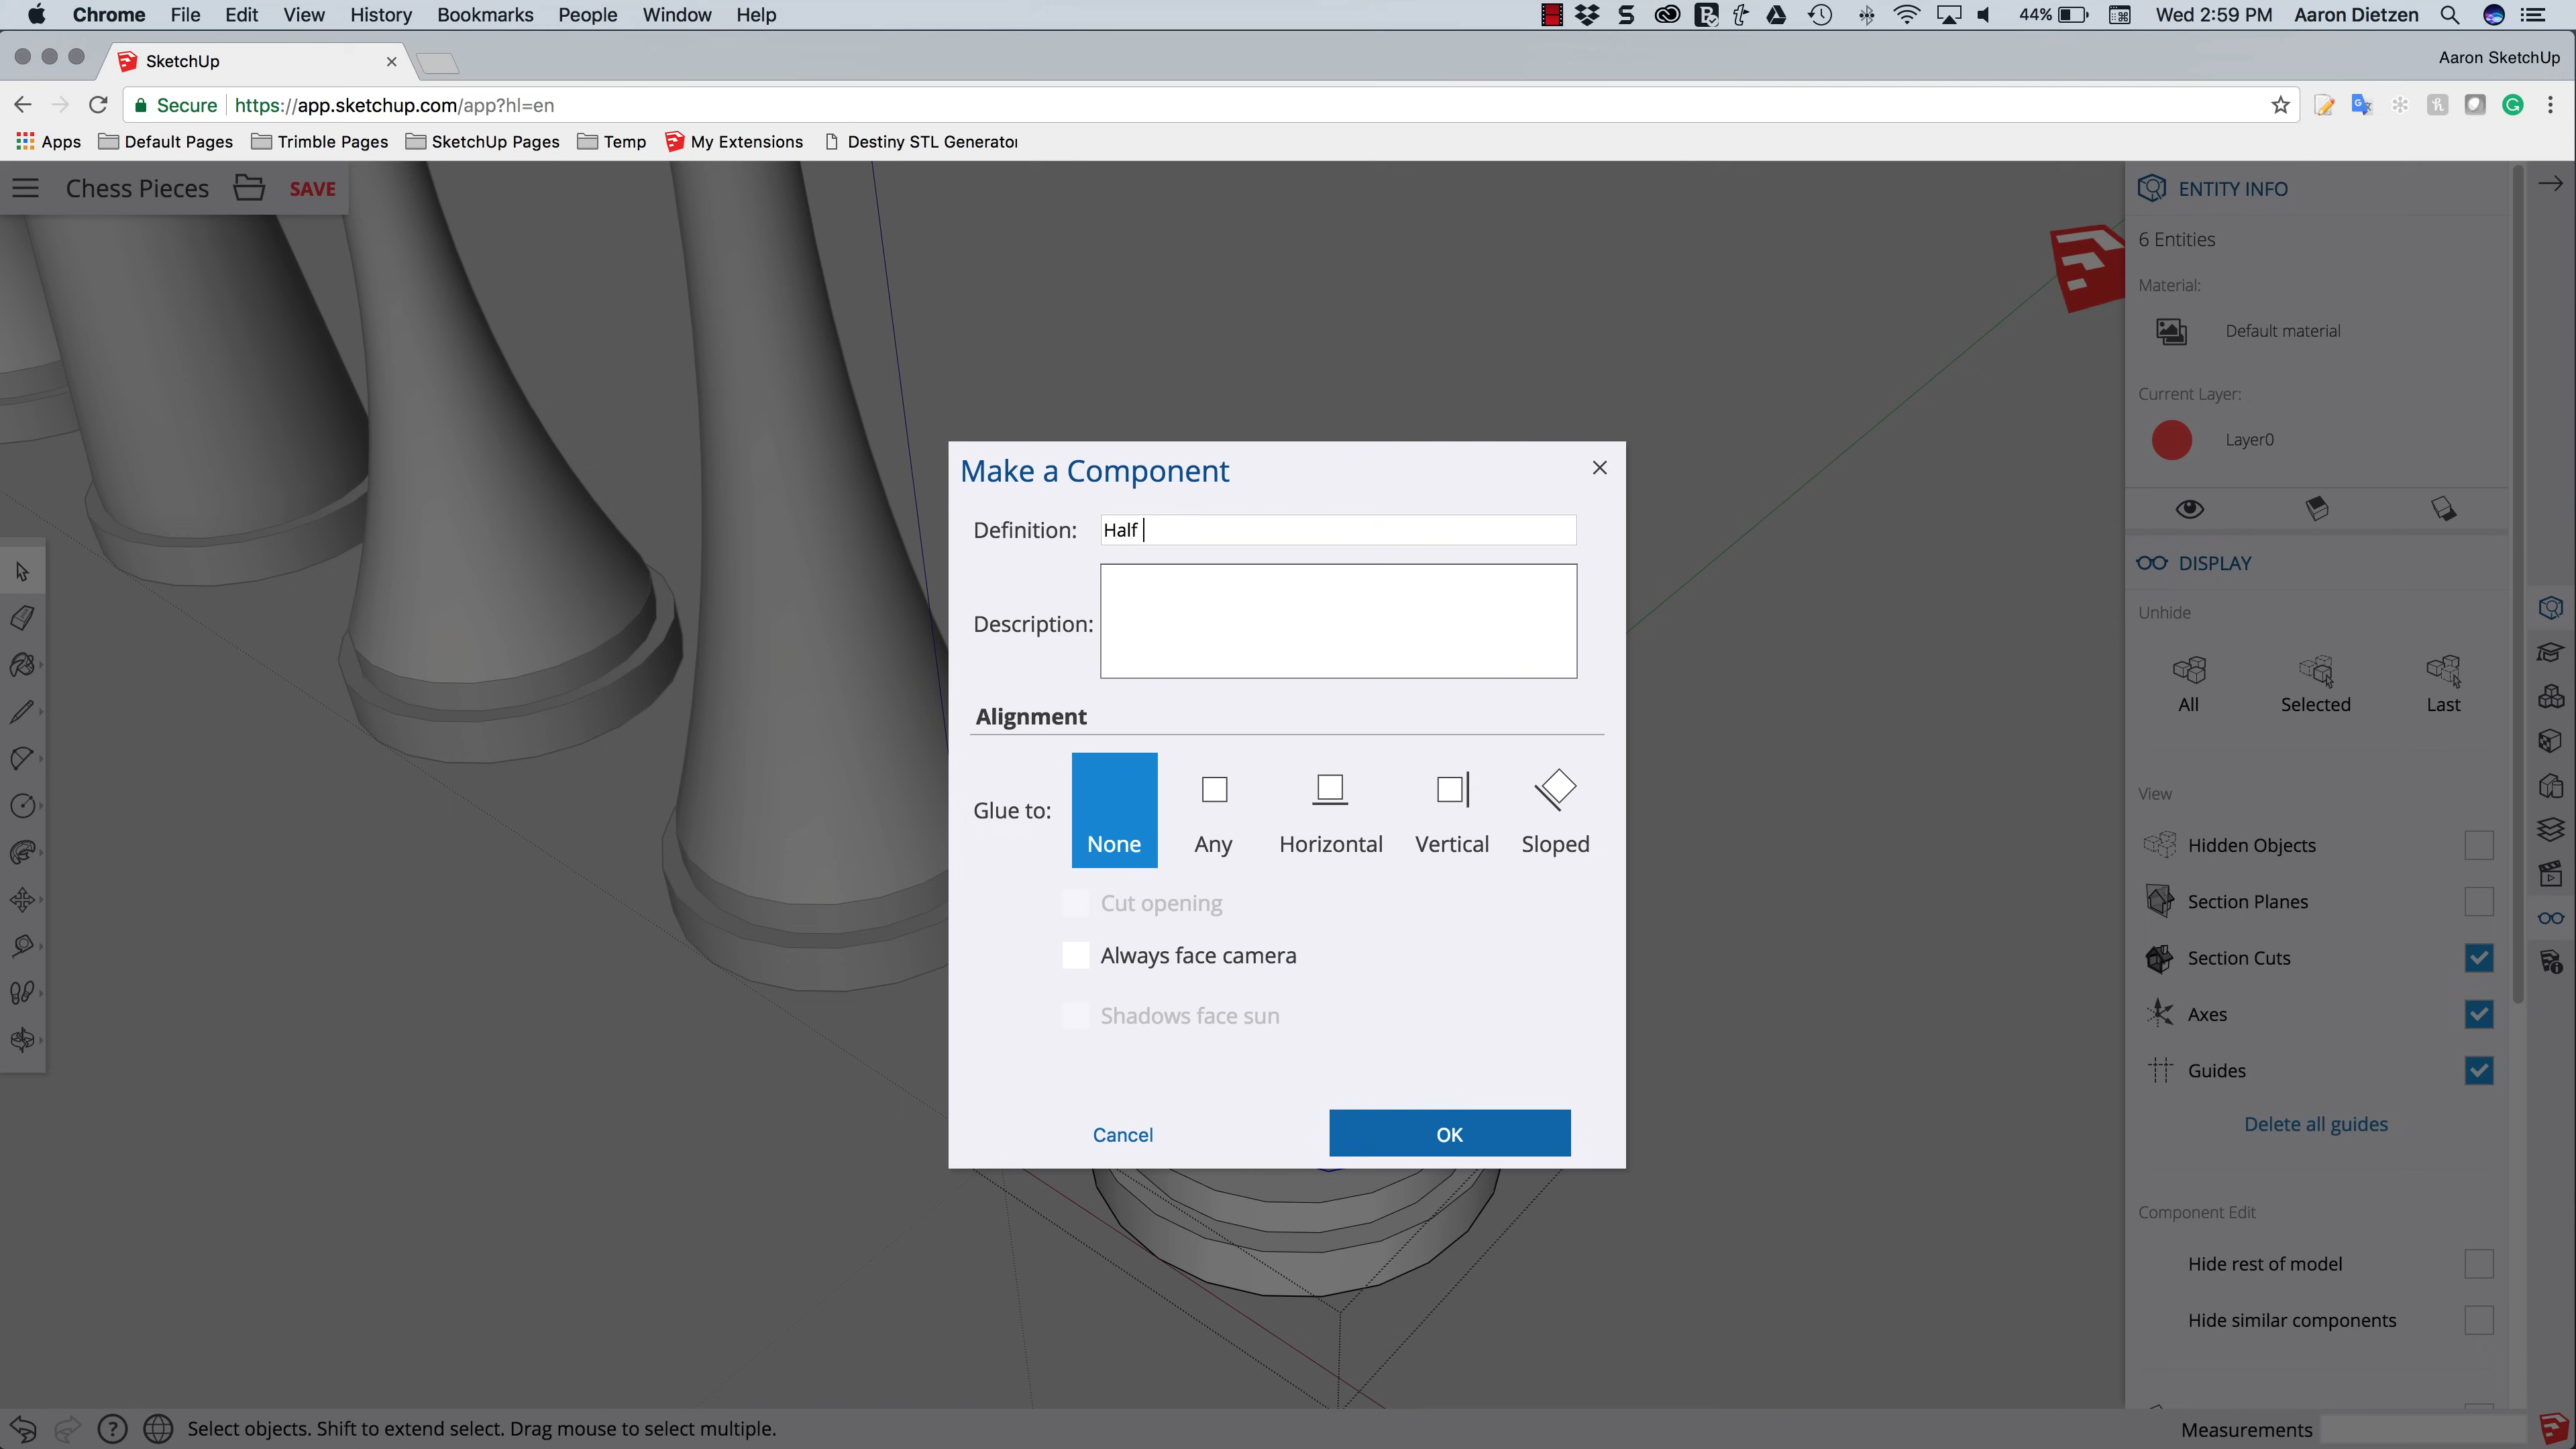 Chrome File Edit View History Bookmarks People Window Help 44% Wed 2:59 PM Aaron Dietzen
SketchUp Aaron SketchUp
Secure https://app.sketchup.com/app?hl=en
Apps Default Pages Trimble Pages SketchUp Pages Temp My Extensions Destiny STL Generator
Chess Pieces SAVE
ENTITY INFO
6 Entities
Material:
Default material
Current Layer:
Layer0
Make a Component
Definition: Half
Description:
Alignment
Glue to: None Any Horizontal Vertical Sloped
Cut opening
Always face camera
Shadows face sun
Cancel OK
DISPLAY
Unhide
All Selected Last
View
Hidden Objects
Section Planes
Section Cuts
Axes
Guides
Delete all guides
Component Edit
Hide rest of model
Hide similar components
Select objects. Shift to extend select. Drag mouse to select multiple. Measurements